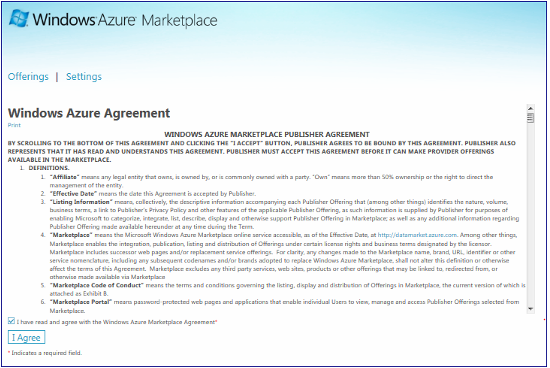 Windows Azure Marketplace
Offerings | Settings
Windows Azure Agreement
Print
WINDOWS AZURE MARKETPLACE PUBLISHER AGREEMENT
BY SCROLLING TO THE BOTTOM OF THIS AGREEMENT AND CLICKING THE "I ACCEPT" BUTTON, PUBLISHER AGREES TO BE BOUND BY THIS AGREEMENT. PUBLISHER ALSO
REPRESENTS THAT IT HAS READ AND UNDERSTANDS THIS AGREEMENT. PUBLISHER MUST ACCEPT THIS AGREEMENT BEFORE IT CAN MAKE PROVIDER OFFERINGS
AVAILABLE IN THE MARKETPLACE.
1. DEFINITIONS.
1. "Affiliate" means any legal entity that owns, is owned by, or is commonly owned with a party. "Own" means more than 50% ownership or the right to direct the
management of the entity.
2. "Effective Date" means the date this Agreement is accepted by Publisher.
3. "Listing Information" means, collectively, the descriptive information accompanying each Publisher Offering that (among other things) identifies the nature, volume,
business terms, a link to Publisher's Privacy Policy and other features of the applicable Publisher Offering, as such information is supplied by Publisher for purposes of
enabling Microsoft to categorize, integrate, list, describe, display and otherwise support Publisher Offering in Marketplace; as well as any additional information regarding
Publisher Offering made available hereunder at any time during the Term.
4. "Marketplace" means the Microsoft Windows Azure Marketplace online service accessible, as of the Effective Date, at http://datamarket.azure.com. Among other things,
Marketplace enables the integration, publication, listing and distribution of Offerings under certain license rights and business terms designated by the licensor.
Marketplace includes successor web pages and/or replacement service offerings. For clarity, any changes made to the Marketplace name, brand, URL, identifier or other
service nomenclature, including any subsequent codenames and/or brands adopted to replace Windows Azure Marketplace, shall not alter this definition or otherwise
affect the terms of this Agreement. Marketplace excludes any third party services, web sites, products or other offerings that may be linked to, redirected from, or
otherwise made available via Marketplace
5. "Marketplace Code of Conduct" means the terms and conditions governing the listing, display and distribution of Offerings in Marketplace, the current version of which is
attached as Exhibit B.
6. "Marketplace Portal" means password-protected web pages and applications that enable individual Users to view, manage and access Publisher Offerings selected from
Marketplace.
I have read and agree with the Windows Azure Marketplace Agreement*
I Agree
* Indicates a required field.